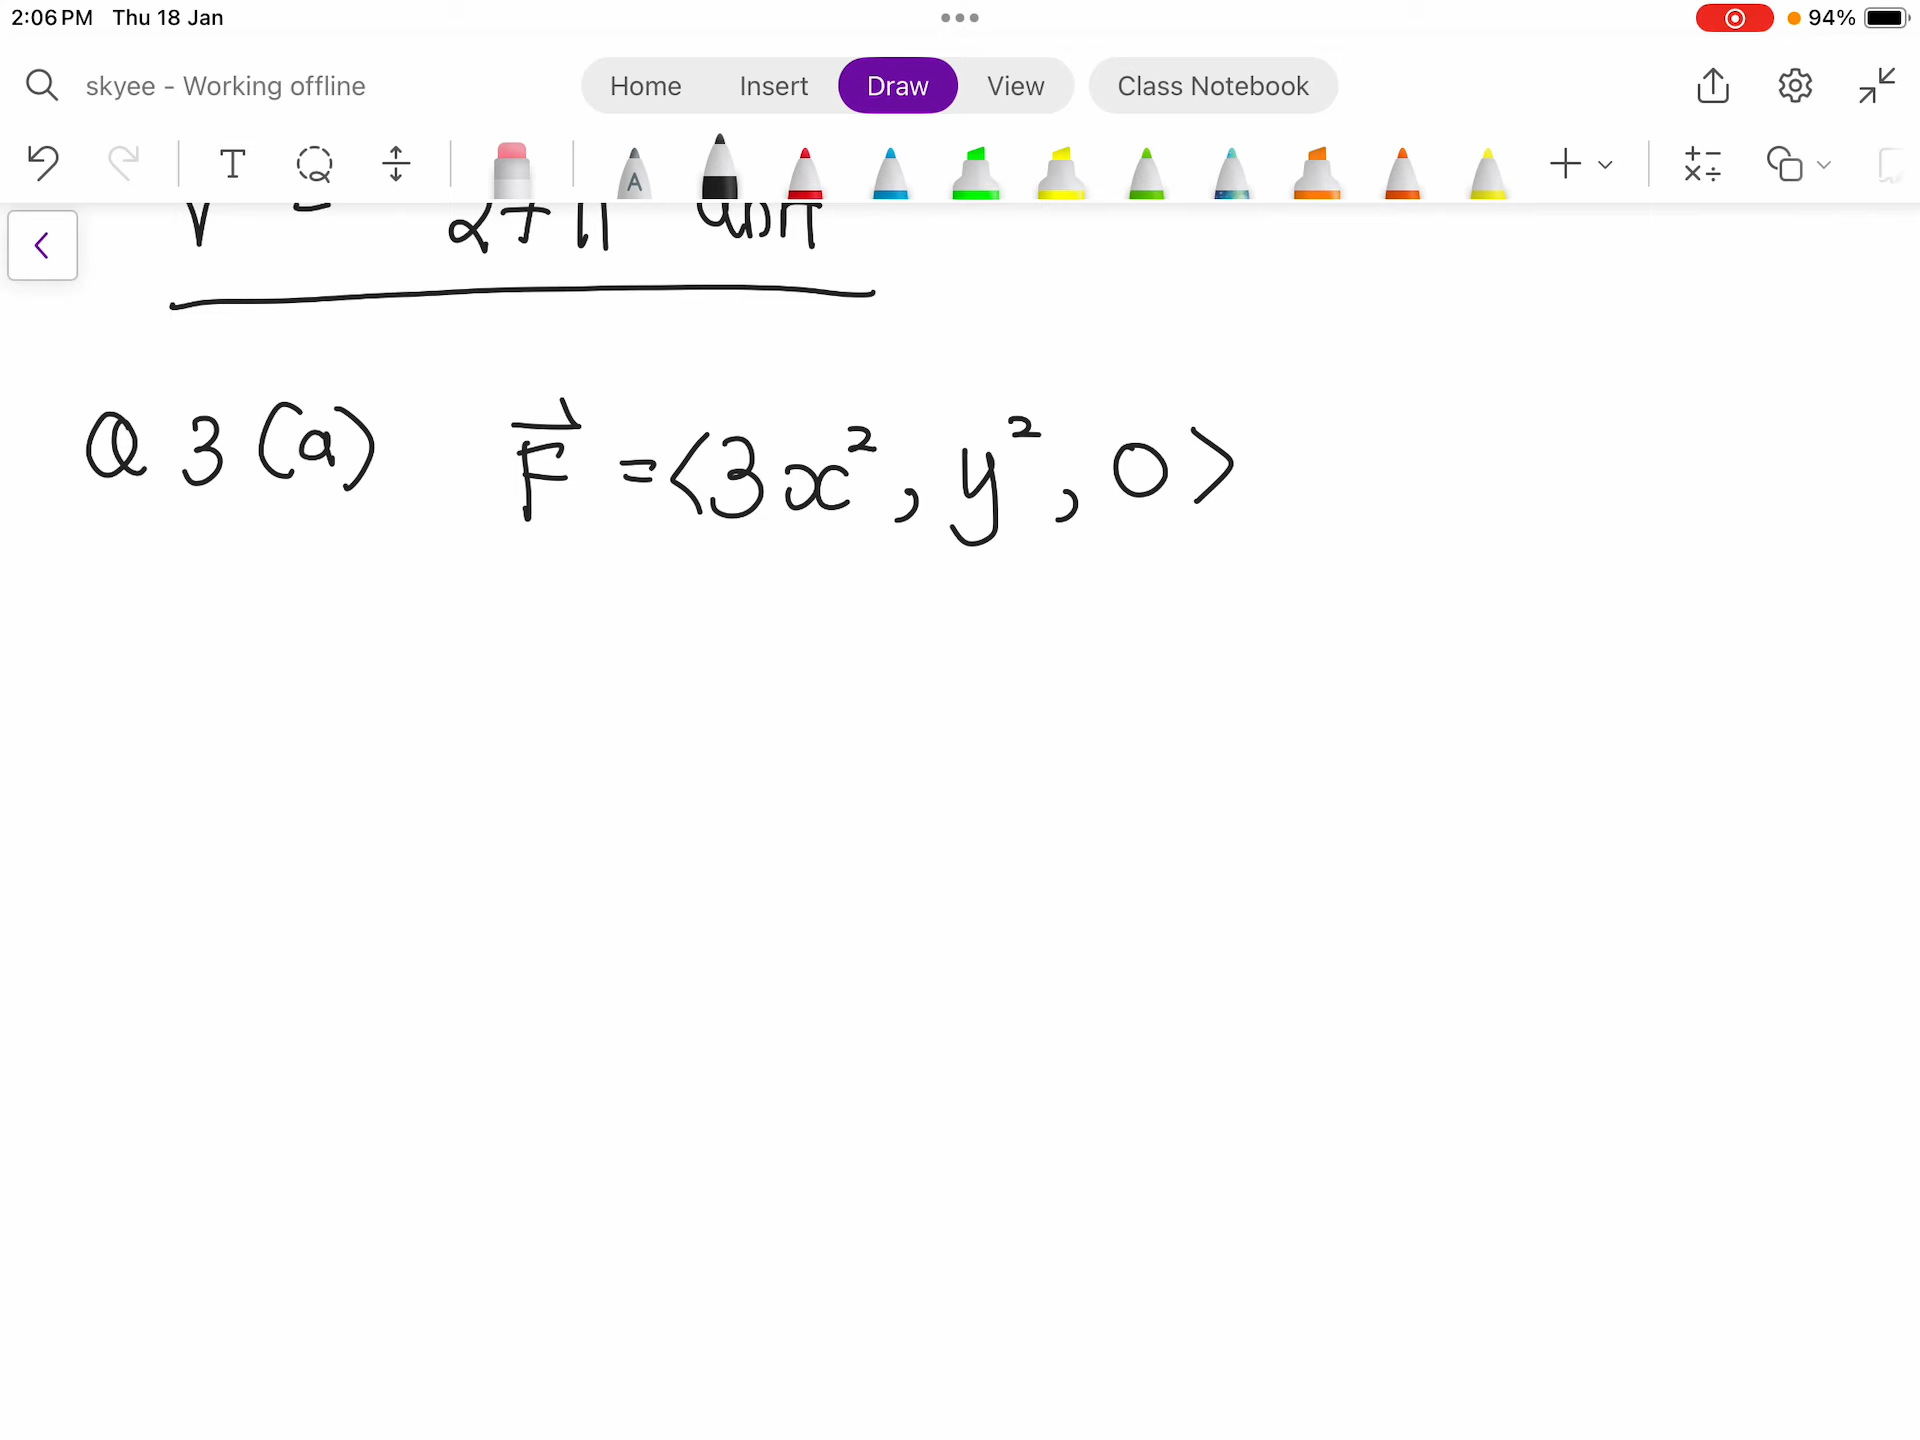 2:06 PM Thu 18 Jan
94%
skyee - Working offline
Home Insert Draw View Class Notebook
T
A
Q 3 (a) F⃗ = <3x², y², 0>